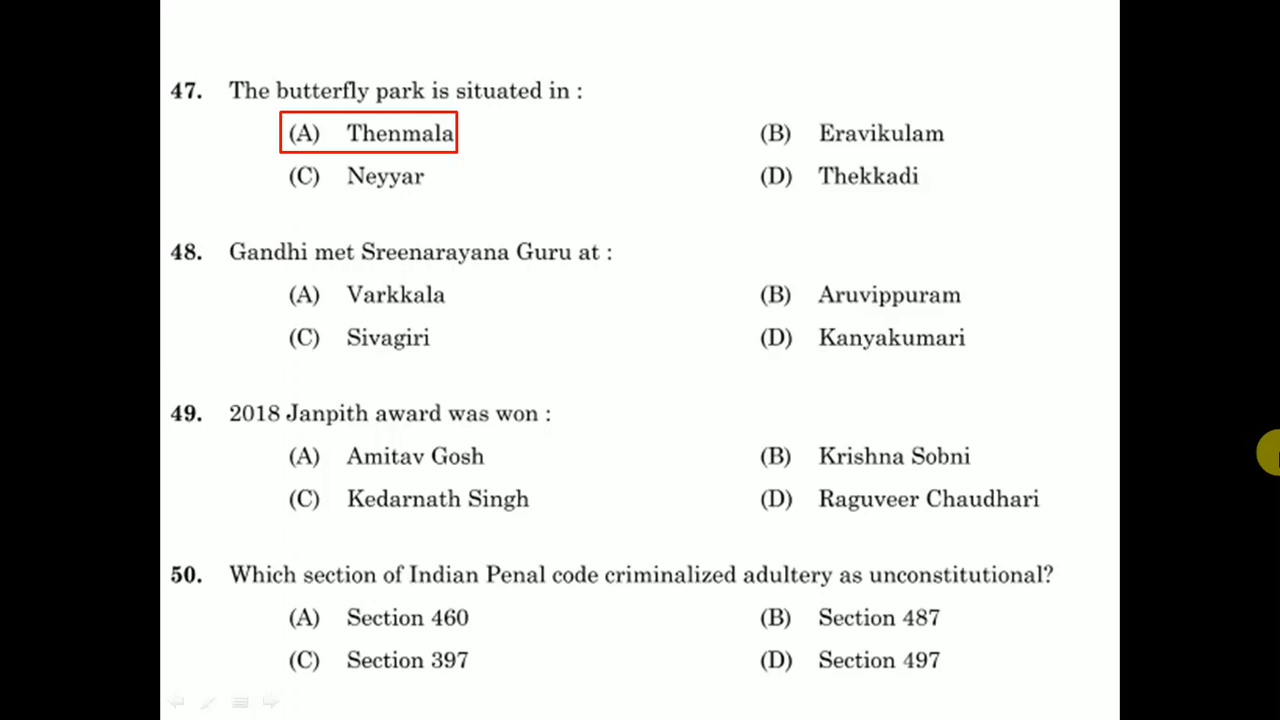 47. The butterfly park is situated in :
(A) Thenmala (B) Eravikulam
(C) Neyyar (D) Thekkadi
48. Gandhi met Sreenarayana Guru at :
(A) Varkkala (B) Aruvippuram
(C) Sivagiri (D) Kanyakumari
49. 2018 Janpith award was won :
(A) Amitav Gosh (B) Krishna Sobni
(C) Kedarnath Singh (D) Raguveer Chaudhari
50. Which section of Indian Penal code criminalized adultery as unconstitutional?
(A) Section 460 (B) Section 487
(C) Section 397 (D) Section 497